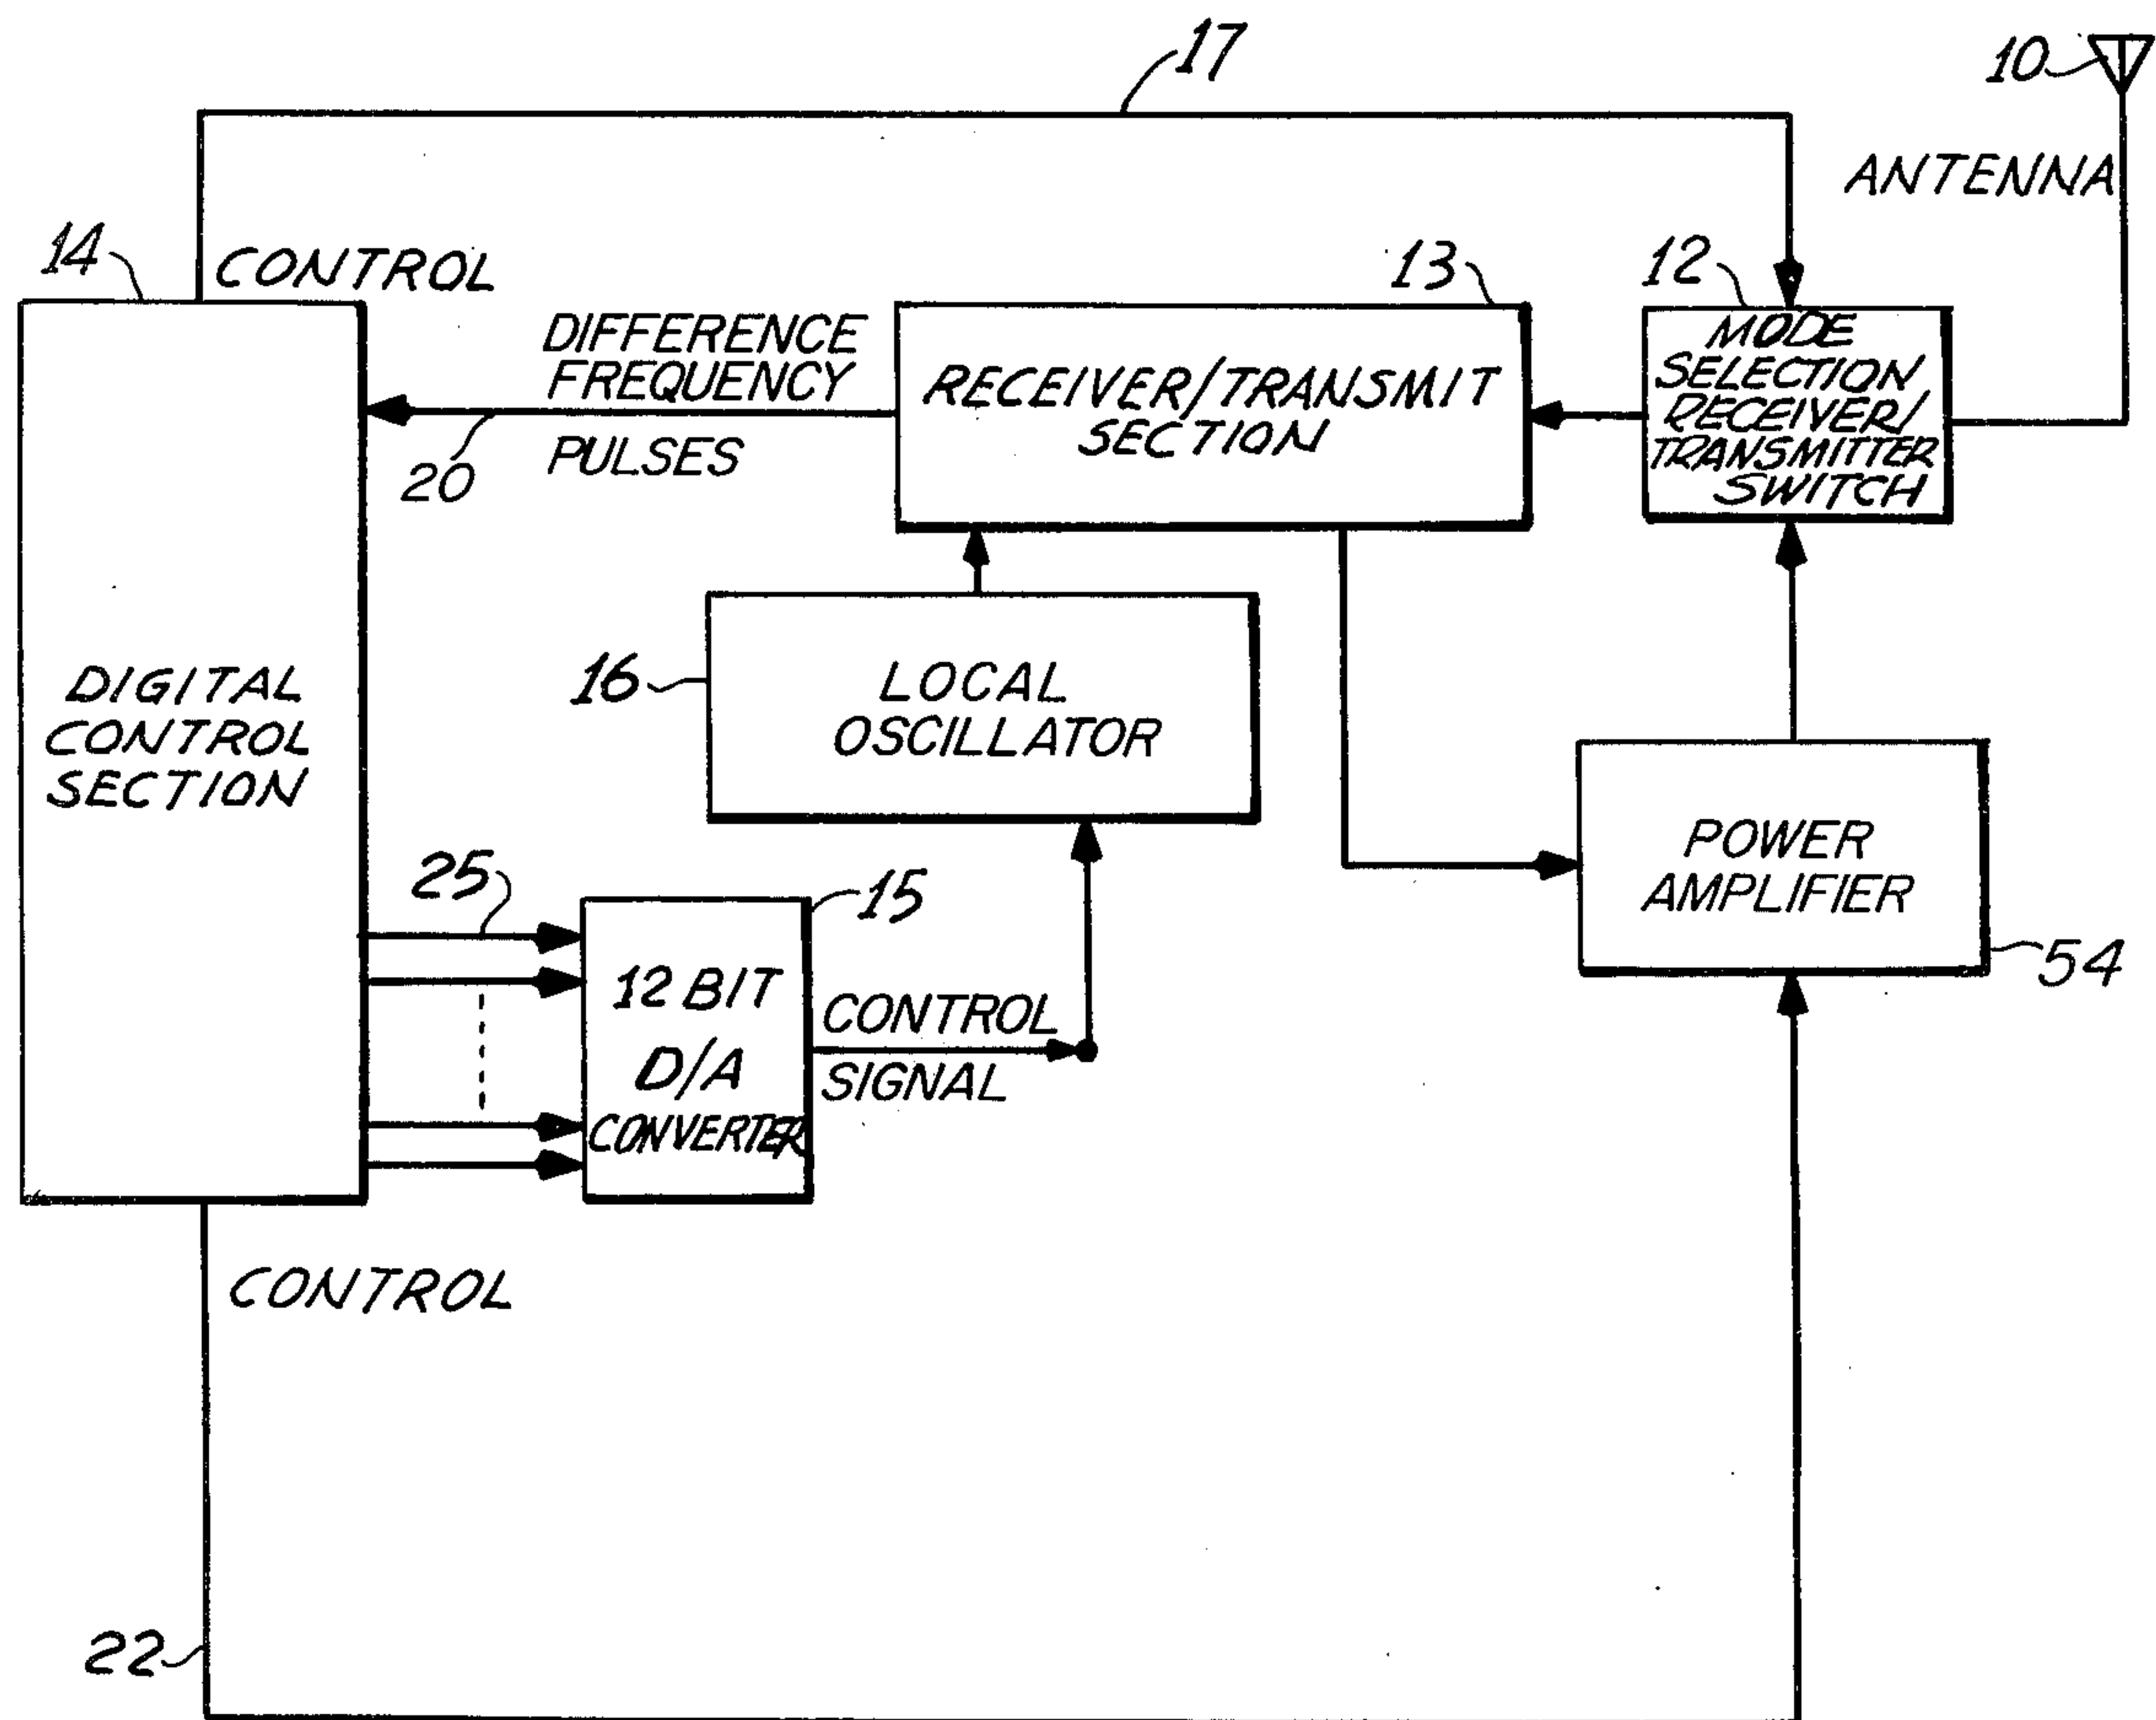 17
10
ANTENNA
14
CONTROL
13
12
DIFFERENCE
FREQUENCY
PULSES
20
RECEIVER/TRANSMIT
SECTION
MODE
SELECTION
RECEIVER/
TRANSMITTER
SWITCH
DIGITAL
CONTROL
SECTION
16
LOCAL
OSCILLATOR
POWER
AMPLIFIER
54
25
15
12 BIT
D/A
CONVERTER
CONTROL
SIGNAL
CONTROL
22